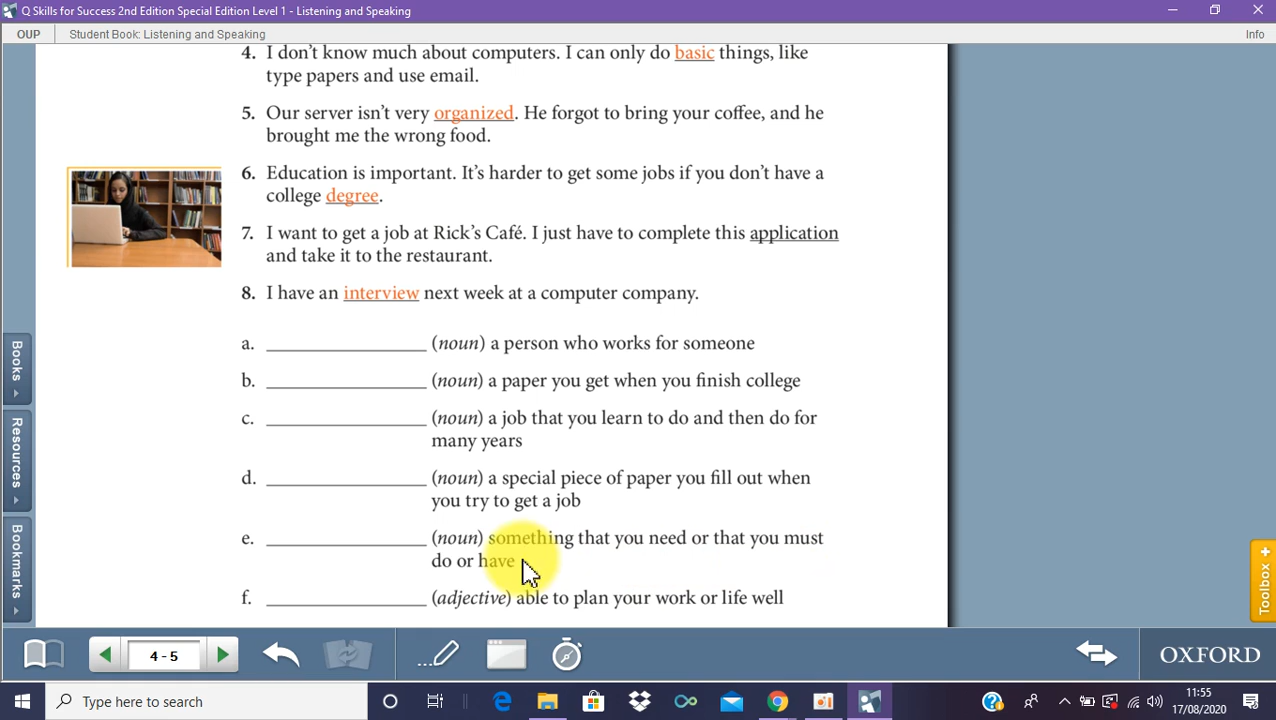 Q Skills for Success 2nd Edition Special Edition Level 1 - Listening and Speaking
OUP
Student Book: Listening and Speaking
Info
4. I don't know much about computers. I can only do basic things, like
type papers and use email.
5. Our server isn't very organized. He forgot to bring your coffee, and he
brought me the wrong food.
6. Education is important. It's harder to get some jobs if you don't have a
college degree.
7. I want to get a job at Rick's Café. I just have to complete this application
and take it to the restaurant.
8. I have an interview next week at a computer company.
a. ________________ (noun) a person who works for someone
b. ________________ (noun) a paper you get when you finish college
c. ________________ (noun) a job that you learn to do and then do for
many years
d. ________________ (noun) a special piece of paper you fill out when
you try to get a job
e. ________________ (noun) something that you need or that you must
do or have
f. ________________ (adjective) able to plan your work or life well
Books
Resources
Bookmarks
Toolbox +
4 - 5
OXFORD
Type here to search
11:55
17/08/2020